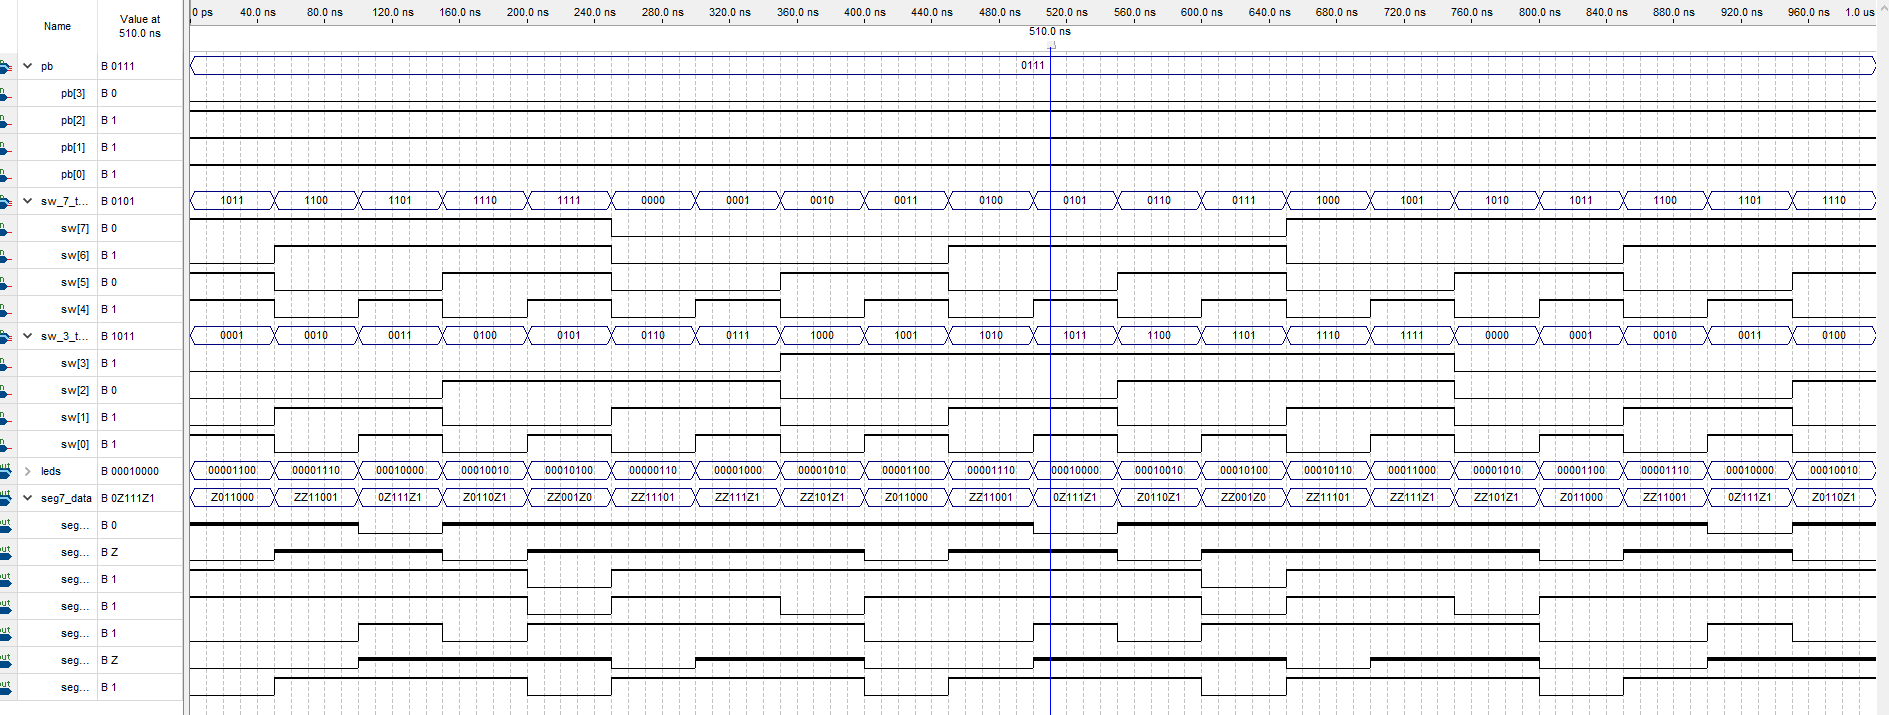 Name
Value at
510.0 ns
0 ps 40.0 ns 80.0 ns 120.0 ns 160.0 ns 200.0 ns 240.0 ns 280.0 ns 320.0 ns 360.0 ns 400.0 ns 440.0 ns 480.0 ns 520.0 ns 560.0 ns 600.0 ns 640.0 ns 680.0 ns 720.0 ns 760.0 ns 800.0 ns 840.0 ns 880.0 ns 920.0 ns 960.0 ns 1.0 us
510.0 ns
pb B 0111 0111
pb[3] B 0
pb[2] B 1
pb[1] B 1
pb[0] B 1
sw_7_t... B 0101 1011 1100 1101 1110 1111 0000 0001 0010 0011 0100 0101 0110 0111 1000 1001 1010 1011 1100 1101 1110
sw[7] B 0
sw[6] B 1
sw[5] B 0
sw[4] B 1
sw_3_t... B 1011 0001 0010 0011 0100 0101 0110 0111 1000 1001 1010 1011 1100 1101 1110 1111 0000 0001 0010 0011 0100
sw[3] B 1
sw[2] B 0
sw[1] B 1
sw[0] B 1
leds B 00010000 00001100 00001110 00010000 00010010 00010100 00000110 00001000 00001010 00001100 00001110 00010000 00010010 00010100 00010110 00011000 00001010 00001100 00001110 00010000 00010010
seg7_data B 0Z111Z1 Z011000 ZZ11001 0Z111Z1 Z0110Z1 ZZ001Z0 ZZ11101 ZZ111Z1 ZZ101Z1 Z011000 ZZ11001 0Z111Z1 Z0110Z1 ZZ001Z0 ZZ11101 ZZ111Z1 ZZ101Z1 Z011000 ZZ11001 0Z111Z1 Z0110Z1
seg... B 0
seg... B Z
seg... B 1
seg... B 1
seg... B 1
seg... B Z
seg... B 1